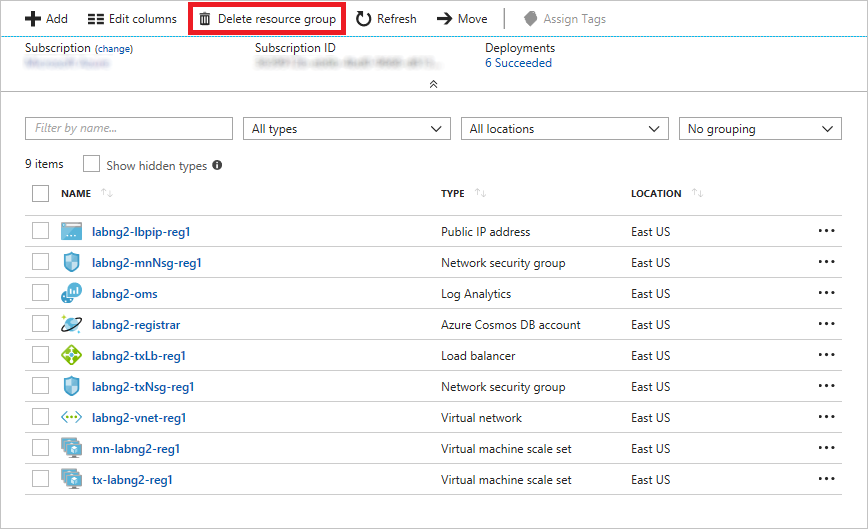 Add Edit columns Delete resource group Refresh Move Assign Tags
Subscription (change) Subscription ID Deployments
6 Succeeded
Filter by name... All types All locations No grouping
9 items Show hidden types
NAME TYPE LOCATION
labng2-lbpip-reg1 Public IP address East US
labng2-mnNsg-reg1 Network security group East US
labng2-oms Log Analytics East US
labng2-registrar Azure Cosmos DB account East US
labng2-txLb-reg1 Load balancer East US
labng2-txNsg-reg1 Network security group East US
labng2-vnet-reg1 Virtual network East US
mn-labng2-reg1 Virtual machine scale set East US
tx-labng2-reg1 Virtual machine scale set East US